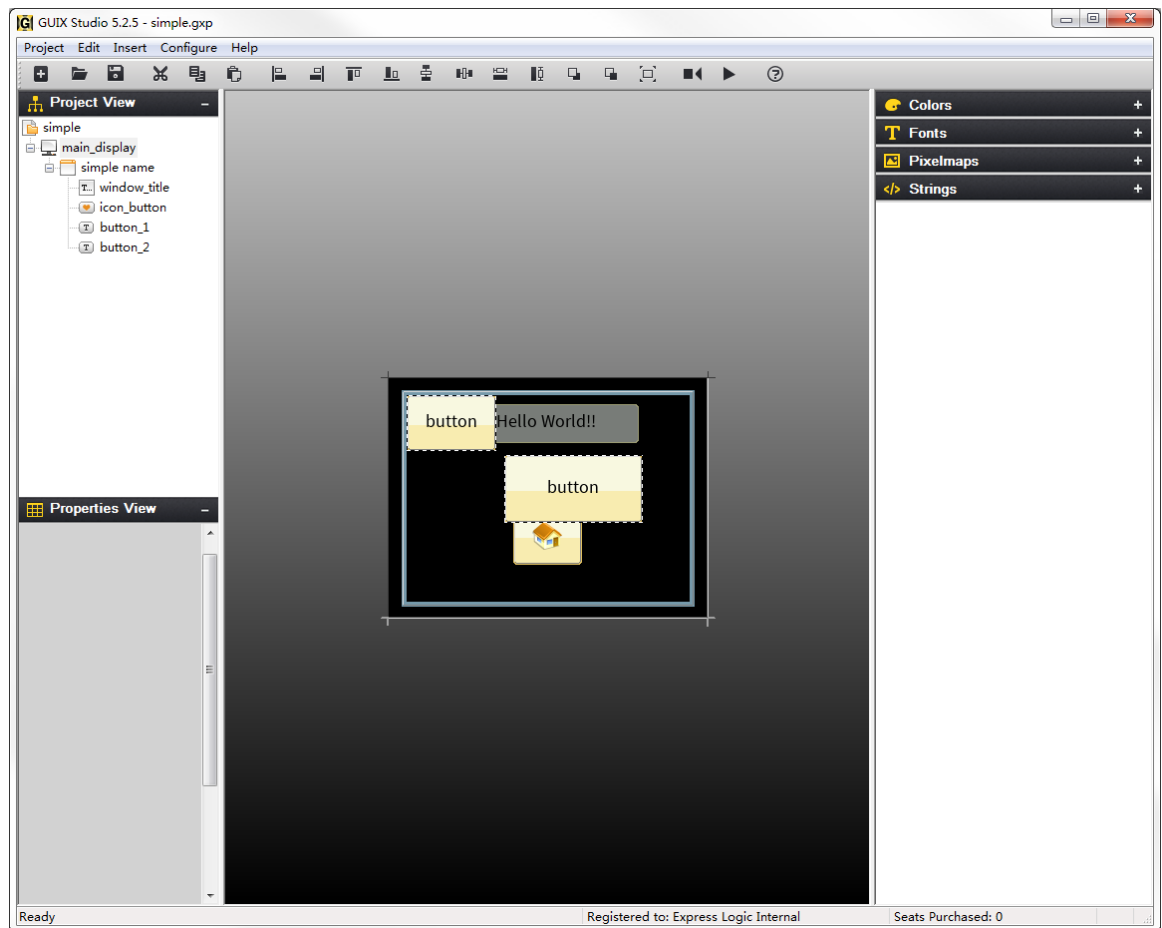 GUIX Studio 5.2.5 - simple.gxp
Project Edit Insert Configure Help
Project View
simple
main_display
simple name
window_title
icon_button
button_1
button_2
Properties View
button
Hello World!!
button
Colors
Fonts
Pixelmaps
Strings
Ready
Registered to: Express Logic Internal
Seats Purchased: 0